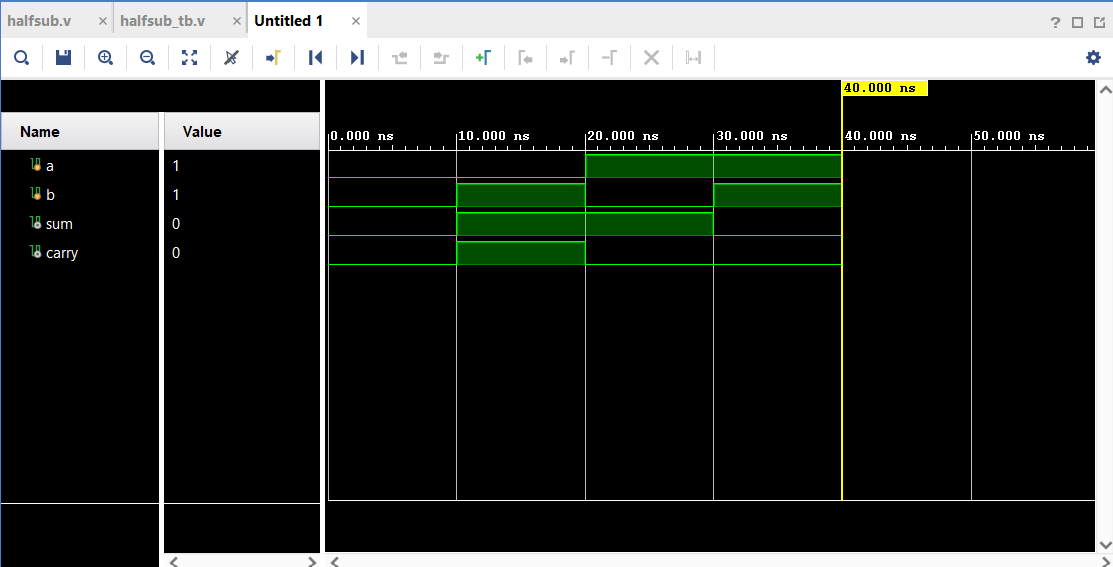 halfsub.v × halfsub_tb.v × Untitled 1 × ?
40.000 ns
Name Value
0.000 ns 10.000 ns 20.000 ns 30.000 ns 40.000 ns 50.000 ns
a 1
b 1
sum 0
carry 0